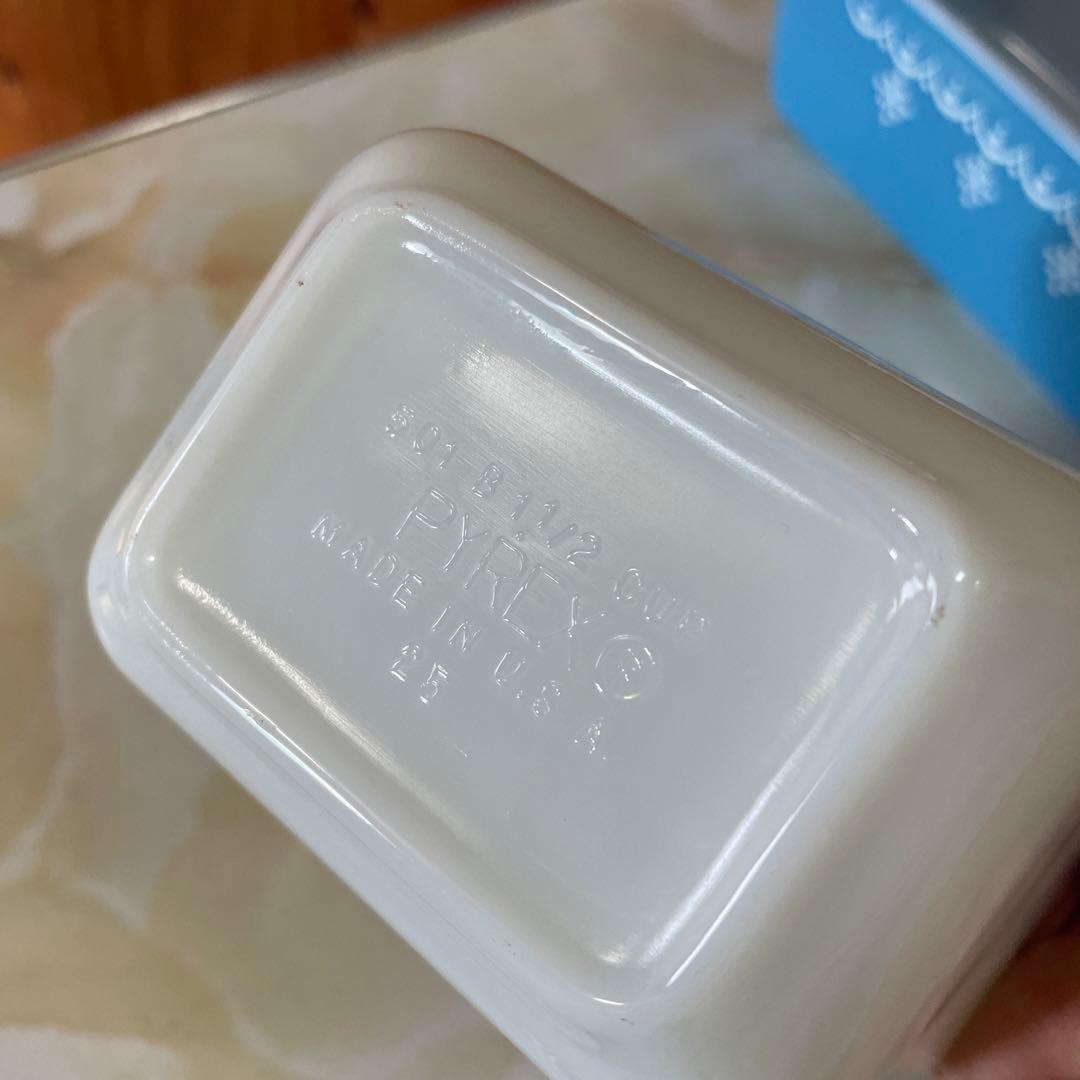 501-B 1 1/2 CUP
PYREX®
MADE IN U.S.A.
25